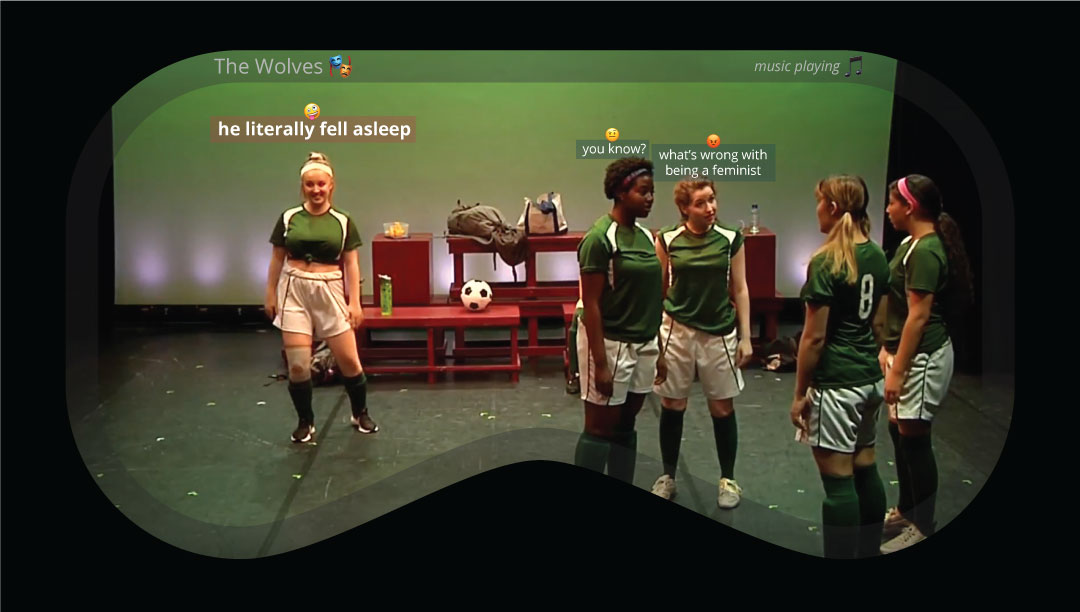 The Wolves
music playing
he literally fell asleep
you know?
what's wrong with
being a feminist
8